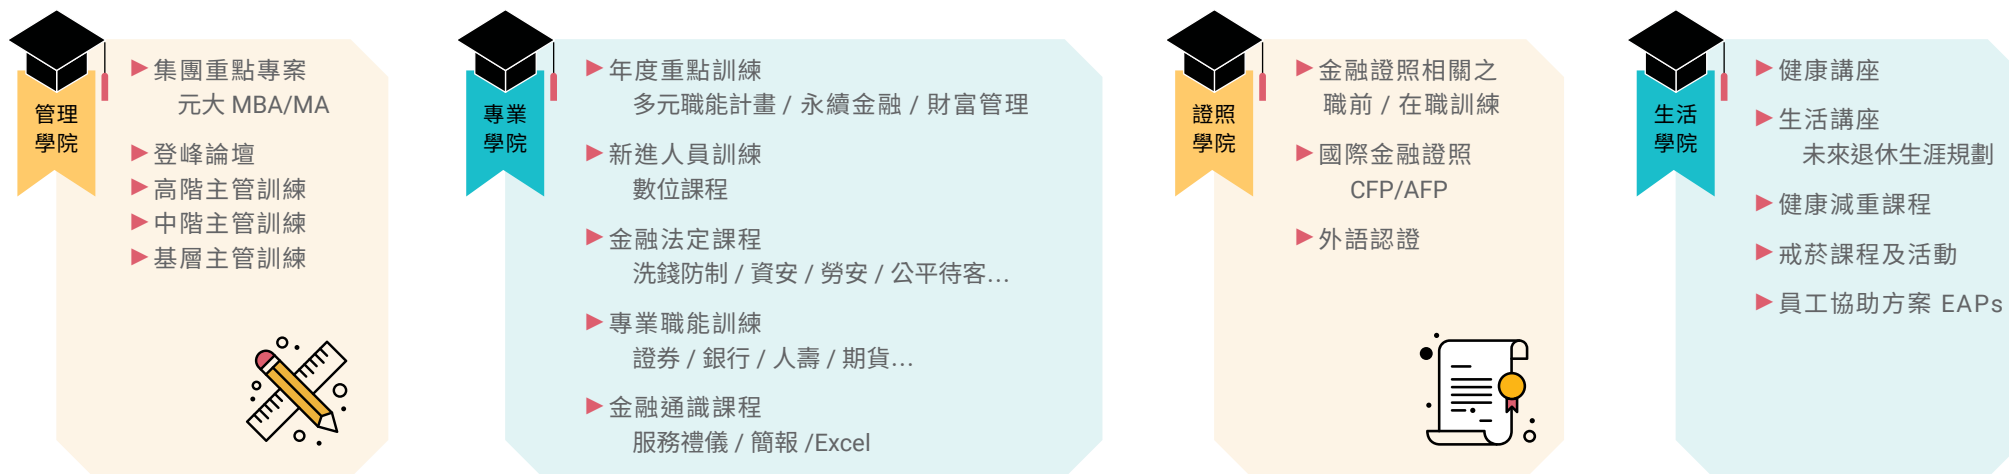 管理
學院
集團重點專案
元大 MBA/MA
登峰論壇
高階主管訓練
中階主管訓練
基層主管訓練
專業
學院
年度重點訓練
多元職能計畫 / 永續金融 / 財富管理
新進人員訓練
數位課程
金融法定課程
洗錢防制 / 資安 / 勞安 / 公平待客...
專業職能訓練
證券 / 銀行 / 人壽 / 期貨...
金融通識課程
服務禮儀 / 簡報 /Excel
證照
學院
金融證照相關之
職前 / 在職訓練
國際金融證照
CFP/AFP
外語認證
生活
學院
健康講座
生活講座
未來退休生涯規劃
健康減重課程
戒菸課程及活動
員工協助方案 EAPs